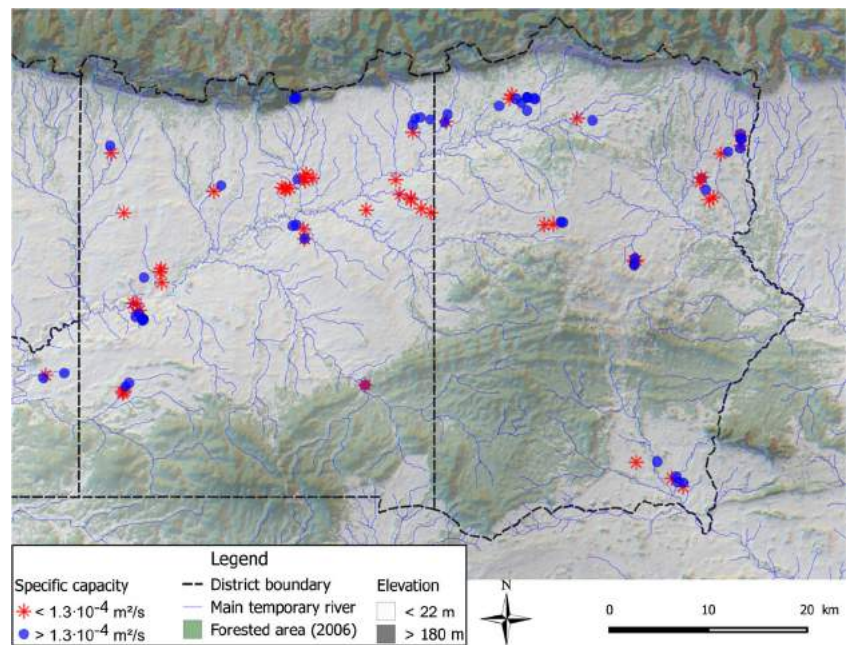 Legend
Specific capacity
< 1.3·10⁻⁴ m²/s
> 1.3·10⁻⁴ m²/s
District boundary
Main temporary river
Forested area (2006)
Elevation
< 22 m
> 180 m
N
0 10 20 km